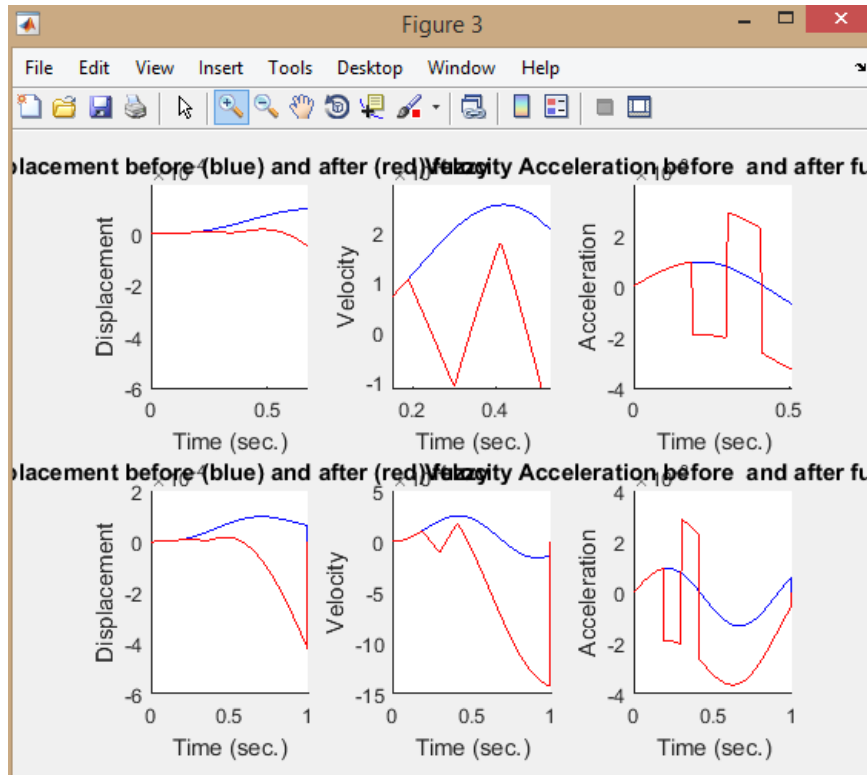 Figure 3
File Edit View Insert Tools Desktop Window Help
placement before (blue) and after (red) fuzzy Velocity Acceleration before and after fu
Displacement
0
-2
-4
-6
0 0.5
Time (sec.)
Velocity
2
1
0
-1
0.2 0.4
Time (sec.)
Acceleration
2
0
-2
-4
0 0.5
Time (sec.)
placement before (blue) and after (red) fuzzy Velocity Acceleration before and after fu
Displacement
2
0
-2
-4
-6
0 0.5 1
Time (sec.)
Velocity
5
0
-5
-10
-15
0 0.5 1
Time (sec.)
Acceleration
4
2
0
-2
-4
0 0.5 1
Time (sec.)